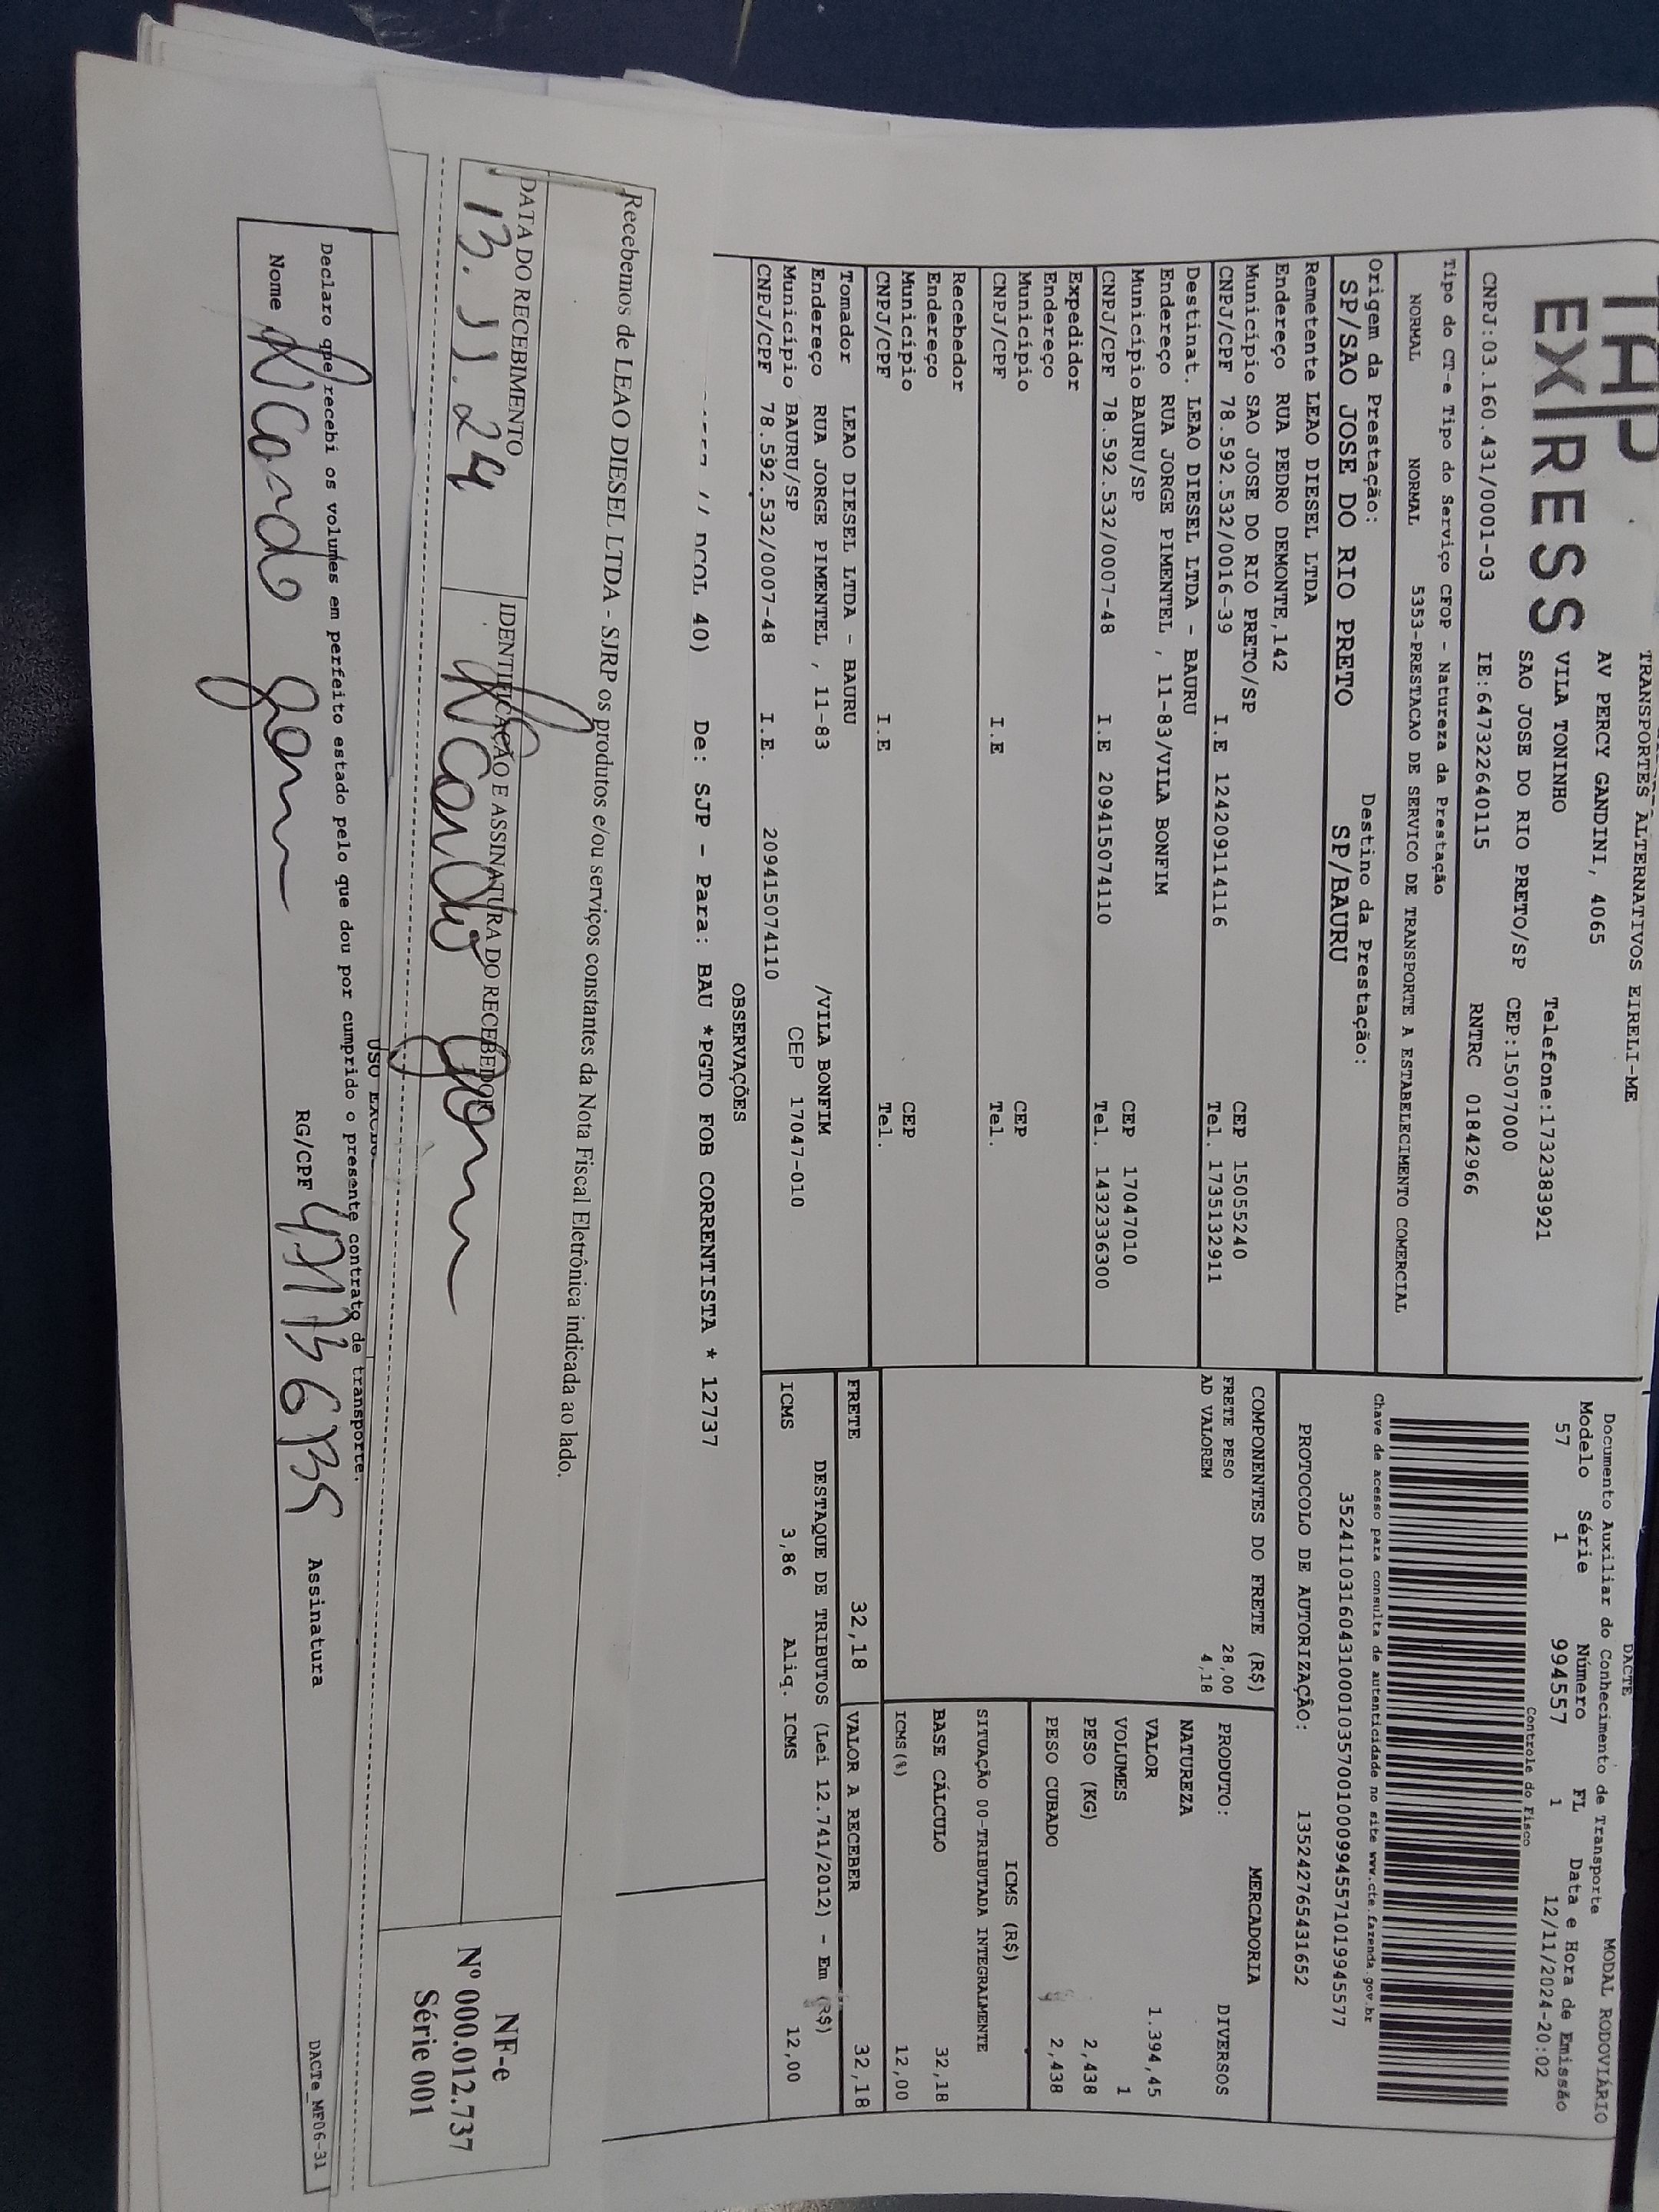 TAP
EX/RESS
TRANSPORTES ALTERNATIVOS EIRELI-ME
AV PERCY GANDINI, 4065
VILA TONINHO Telefone:1732383921
SAO JOSE DO RIO PRETO/SP CEP:15077000
CNPJ:03.160.431/0001-03 IE:647322640115 RNTRC 01842966
Tipo do CT-e Tipo do Serviço CFOP - Natureza da Prestação
NORMAL NORMAL 5353-PRESTACAO DE SERVICO DE TRANSPORTE A ESTABELECIMENTO COMERCIAL
Origem da Prestação: Destino da Prestação:
SP/SAO JOSE DO RIO PRETO SP/BAURU
DACTE MODAL RODOVIÁRIO
Documento Auxiliar do Conhecimento de Transporte
Modelo Série Número FL Data e Hora de Emissão
57 1 994557 1 12/11/2024-20:02
Controle do Fisco
Chave de acesso para consulta de autenticidade no site www.cte.fazenda.gov.br
35241103160431000103570010009945571019945577
PROTOCOLO DE AUTORIZAÇÃO: 135242765431652
Remetente LEAO DIESEL LTDA
Endereço RUA PEDRO DEMONTE,142
Município SAO JOSE DO RIO PRETO/SP CEP 15055240
CNPJ/CPF 78.592.532/0016-39 I.E 124209114116 Tel. 1735132911
Destinat. LEAO DIESEL LTDA - BAURU
Endereço RUA JORGE PIMENTEL , 11-83/VILA BONFIM
Município BAURU/SP CEP 17047010
CNPJ/CPF 78.592.532/0007-48 I.E 209415074110 Tel. 1432336300
Expedidor
Endereço
Município CEP
CNPJ/CPF I.E Tel.
Recebedor
Endereço
Município CEP
CNPJ/CPF I.E Tel.
Tomador LEAO DIESEL LTDA - BAURU
Endereço RUA JORGE PIMENTEL , 11-83 /VILA BONFIM
Município BAURU/SP CEP 17047-010
CNPJ/CPF 78.592.532/0007-48 I.E. 209415074110
COMPONENTES DO FRETE (R$)
FRETE PESO 28,00
AD VALOREM 4,18
MERCADORIA
PRODUTO: DIVERSOS
NATUREZA
VALOR 1.394,45
VOLUMES 1
PESO (KG) 2,438
PESO CUBADO 2,438
ICMS (R$)
SITUAÇÃO 00-TRIBUTADA INTEGRALMENTE
BASE CÁLCULO 32,18
ICMS(%) 12,00
FRETE 32,18 VALOR A RECEBER 32,18
DESTAQUE DE TRIBUTOS (Lei 12.741/2012) - Em (R$)
ICMS 3,86 Aliq. ICMS 12,00
OBSERVAÇÕES
40) De: SJP - Para: BAU *PGTO FOB CORRENTISTA * 12737
Recebemos de LEAO DIESEL LTDA - SJRP os produtos e/ou serviços constantes da Nota Fiscal Eletrônica indicada ao lado.
DATA DO RECEBIMENTO IDENTIFICAÇÃO E ASSINATURA DO RECEBEDOR
13.11.24
NF-e
Nº 000.012.737
Série 001
Declaro que recebi os volumes em perfeito estado pelo que dou por cumprido o presente contrato de transporte.
Nome RG/CPF Assinatura
DACTe_MF06-31